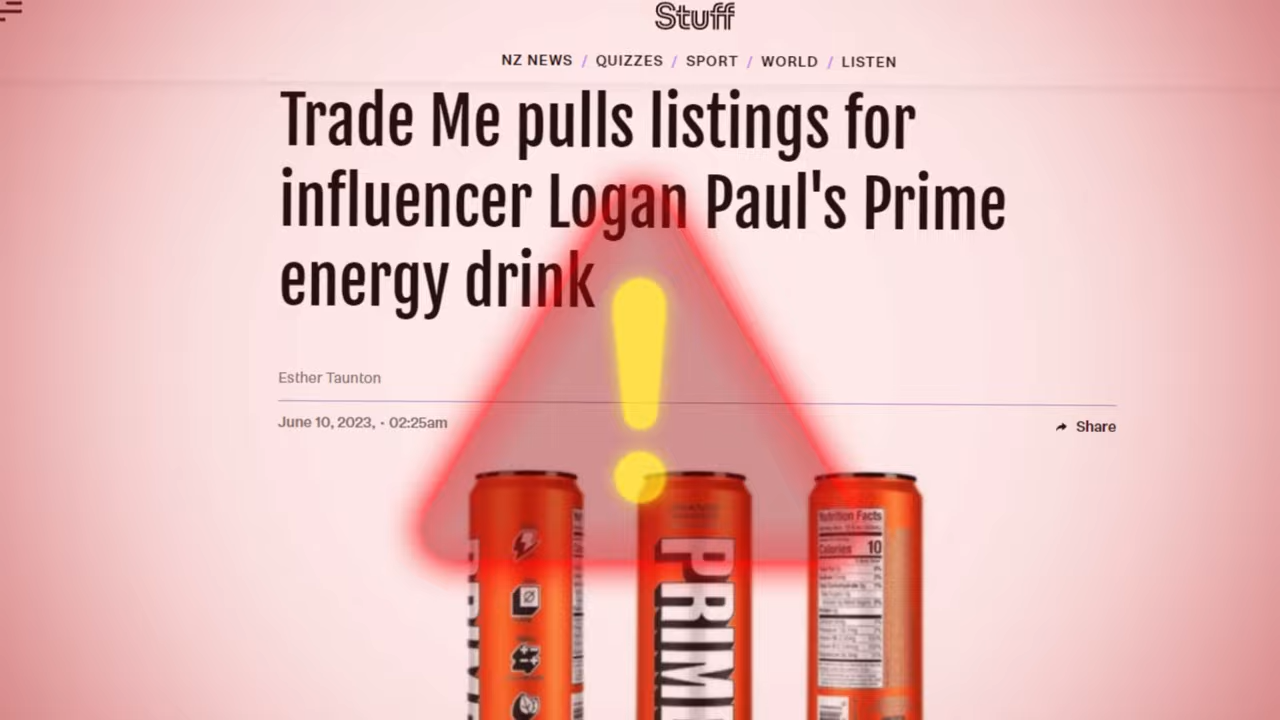 Stuff
NZ NEWS / QUIZZES / SPORT / WORLD / LISTEN
Trade Me pulls listings for
influencer Logan Paul's Prime
energy drink
Esther Taunton
June 10, 2023, • 02:25am
Share
PRIME
Nutrition Facts
Calories 10